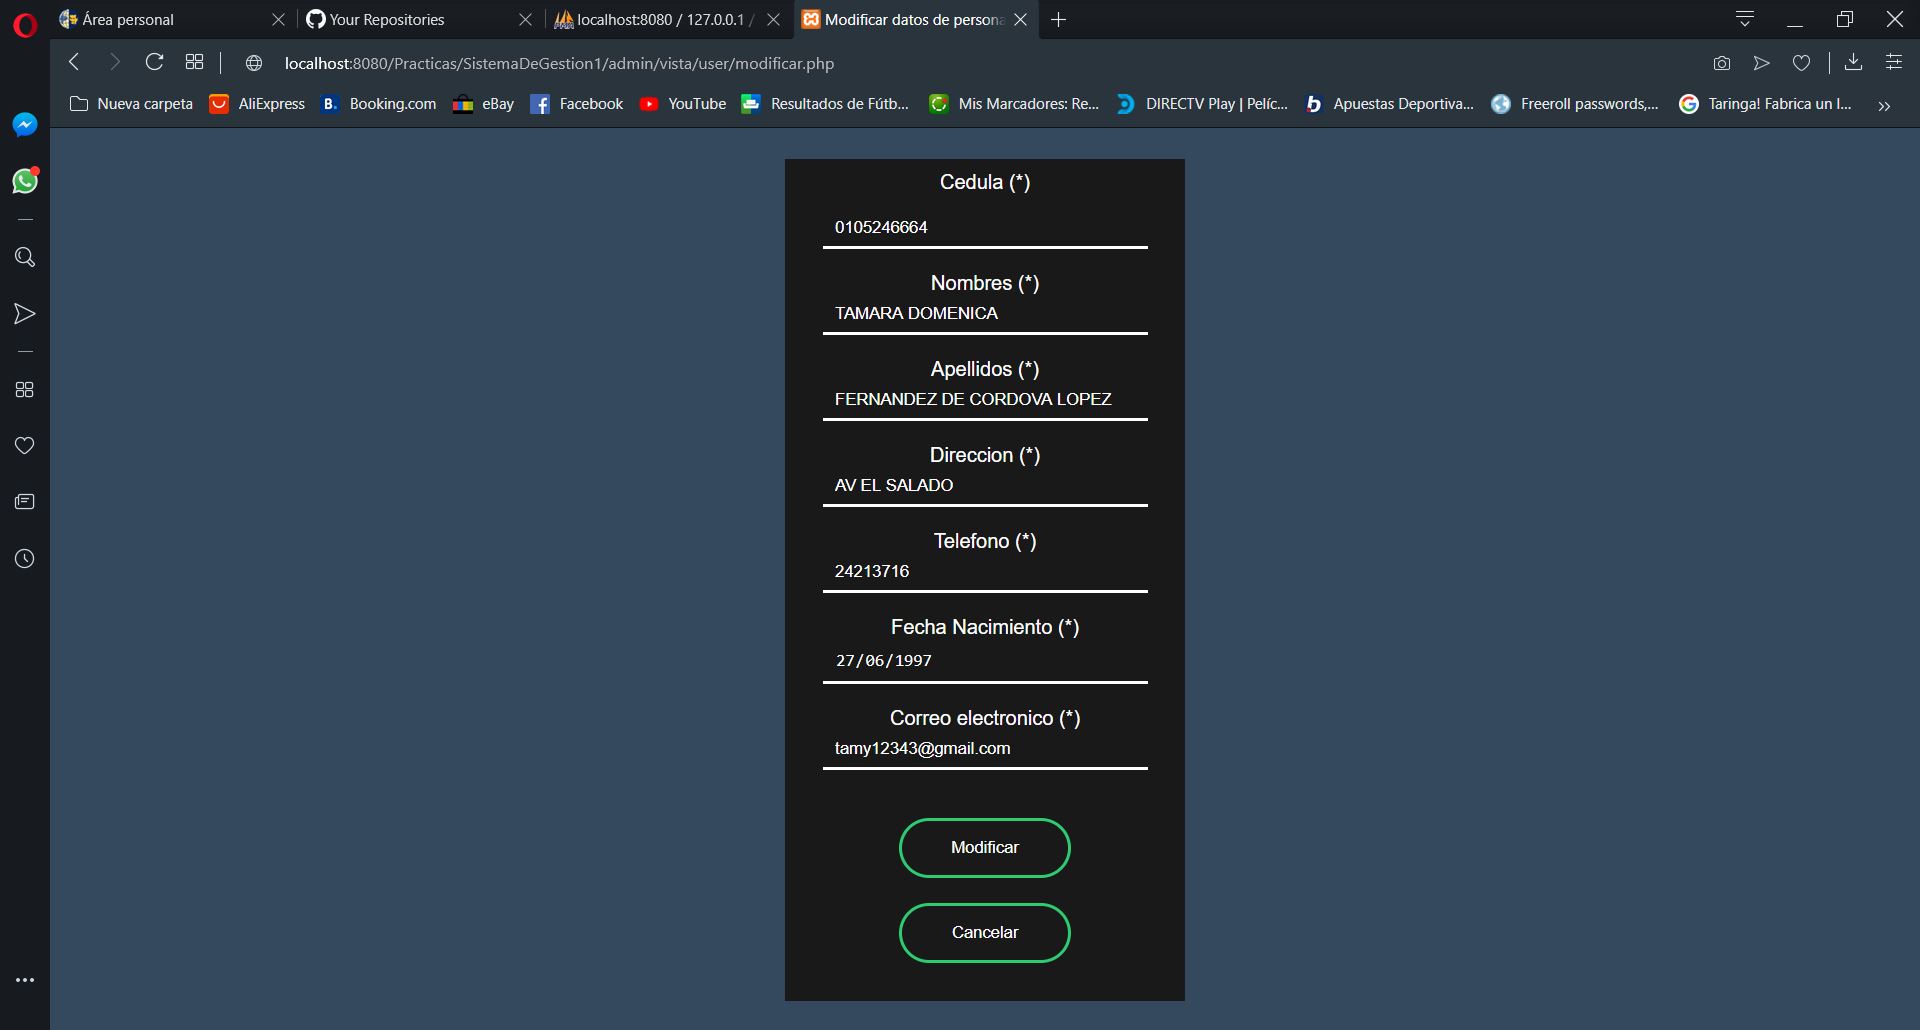 Área personal
Your Repositories
localhost:8080 / 127.0.0.1 /
Modificar datos de persona
localhost:8080/Practicas/SistemaDeGestion1/admin/vista/user/modificar.php
Nueva carpeta AliExpress Booking.com eBay Facebook YouTube Resultados de Fútb... Mis Marcadores: Re... DIRECTV Play | Pelíc... Apuestas Deportiva... Freeroll passwords,... Taringa! Fabrica un I...
Cedula (*)
0105246664
Nombres (*)
TAMARA DOMENICA
Apellidos (*)
FERNANDEZ DE CORDOVA LOPEZ
Direccion (*)
AV EL SALADO
Telefono (*)
24213716
Fecha Nacimiento (*)
27/06/1997
Correo electronico (*)
tamy12343@gmail.com
Modificar
Cancelar